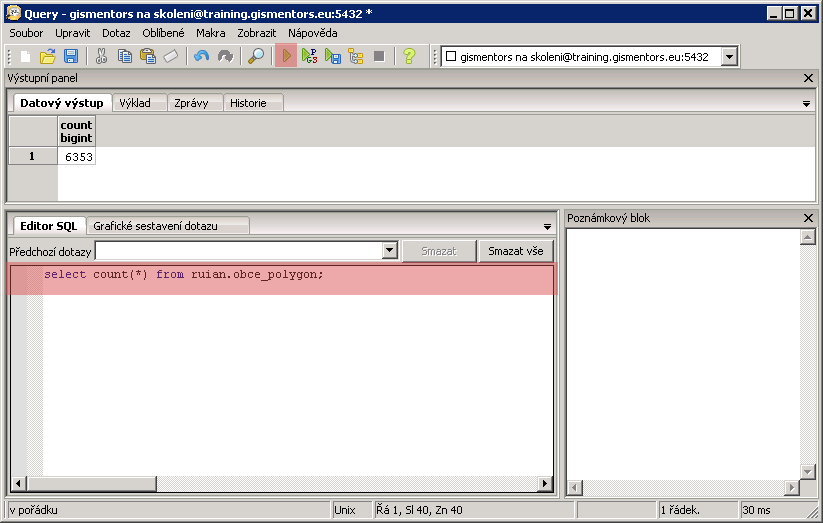 Query - gismentors na skoleni@training.gismentors.eu:5432 *
Soubor Upravit Dotaz Oblíbené Makra Zobrazit Nápověda
gismentors na skoleni@training.gismentors.eu:5432
Výstupní panel
Datový výstup Výklad Zprávy Historie
count
bigint
1 6353
Editor SQL Grafické sestavení dotazu
Předchozí dotazy Smazat Smazat vše
select count(*) from ruian.obce_polygon;
Poznámkový blok
v pořádku Unix Řá 1, Sl 40, Zn 40 1 řádek. 30 ms